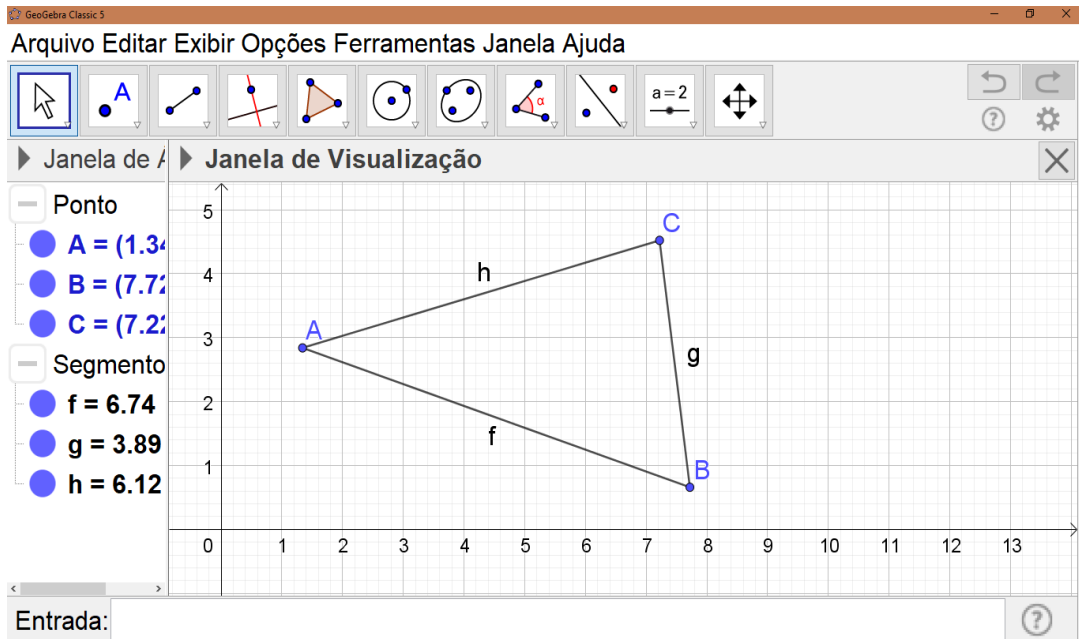 GeoGebra Classic 5
Arquivo Editar Exibir Opções Ferramentas Janela Ajuda
A
α
a = 2
?
Janela de
Janela de Visualização
Ponto
A = (1.34
B = (7.72
C = (7.22
Segmento
f = 6.74
g = 3.89
h = 6.12
5
4
3
2
1
0 1 2 3 4 5 6 7 8 9 10 11 12 13
C
h
A
g
f
B
Entrada:
?